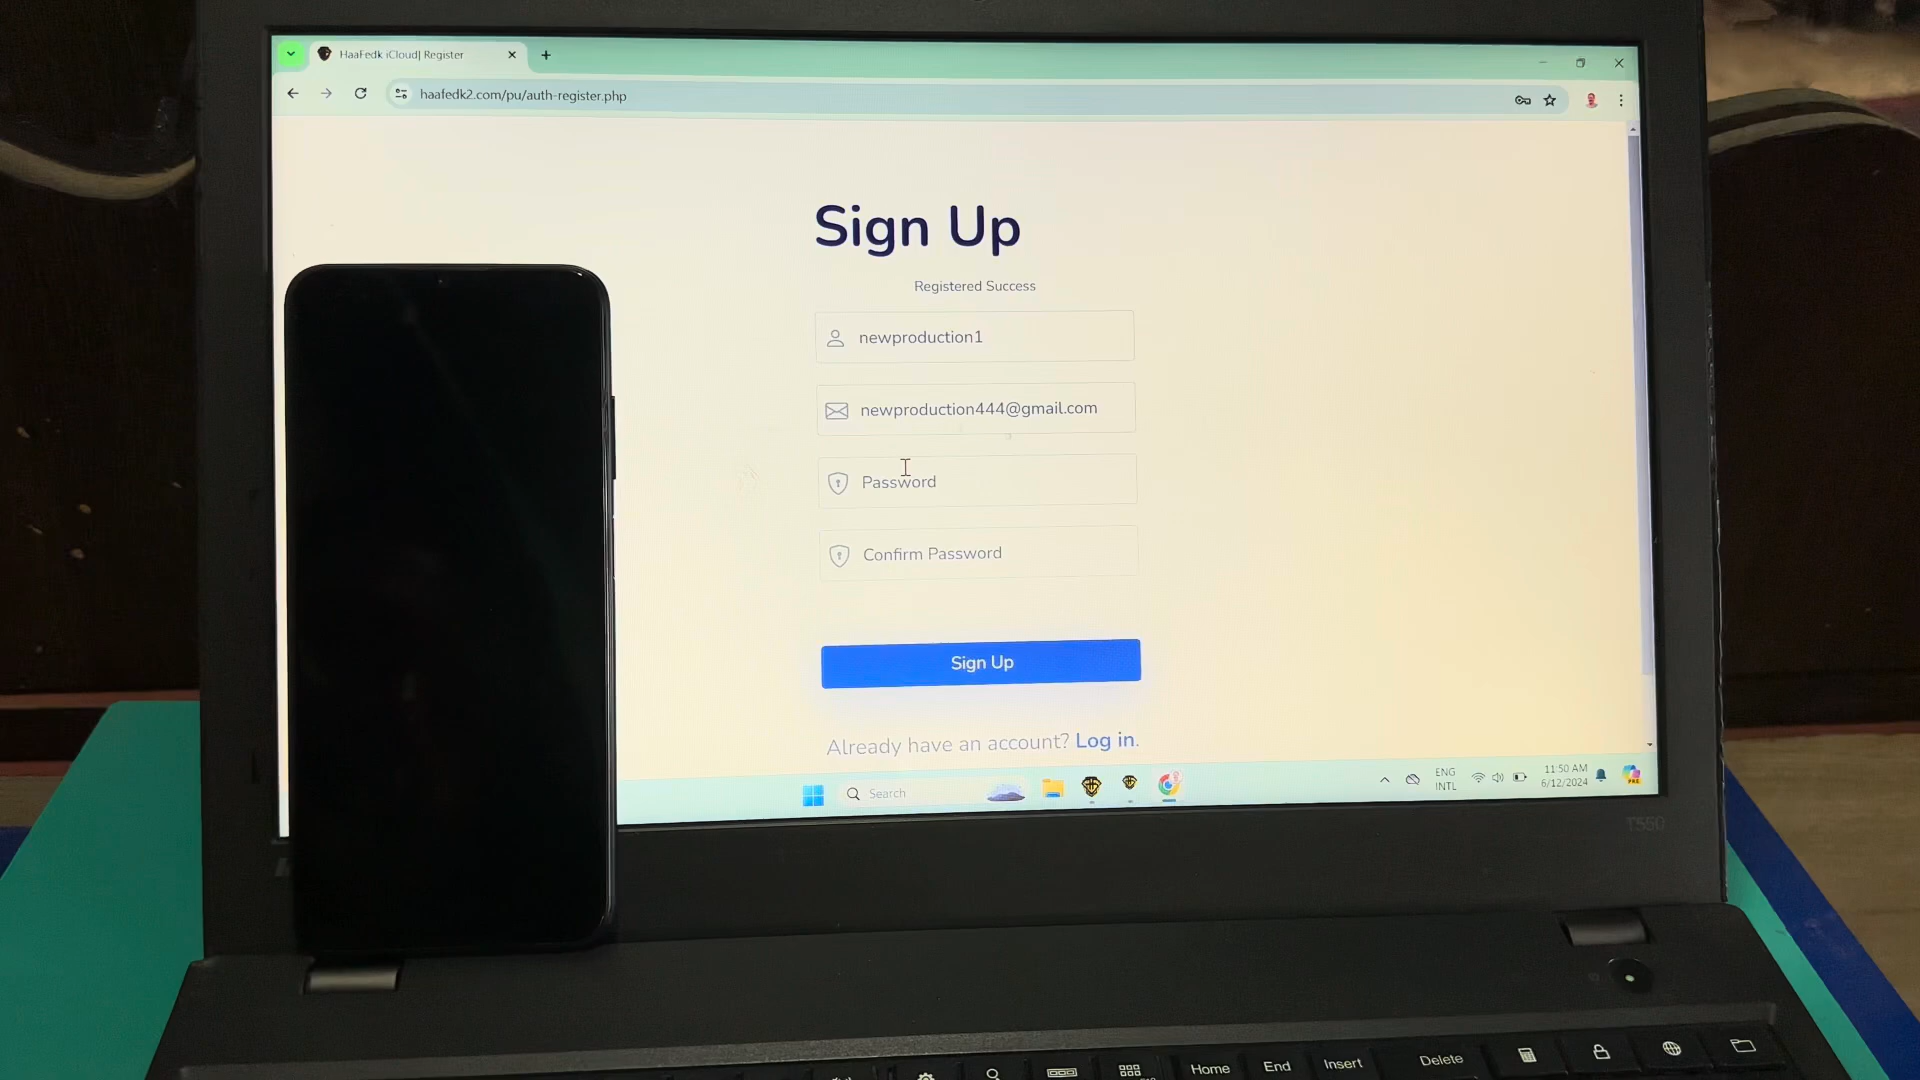 HaaFedk iCloud| Register
haafedk2.com/pu/auth-register.php
Sign Up
Registered Success
newproduction1
newproduction444@gmail.com
Password
Confirm Password
Sign Up
Already have an account? Log in.
Search
ENG
INTL
11:50 AM
6/12/2024
PRE
T550
Home
End
Insert
Delete